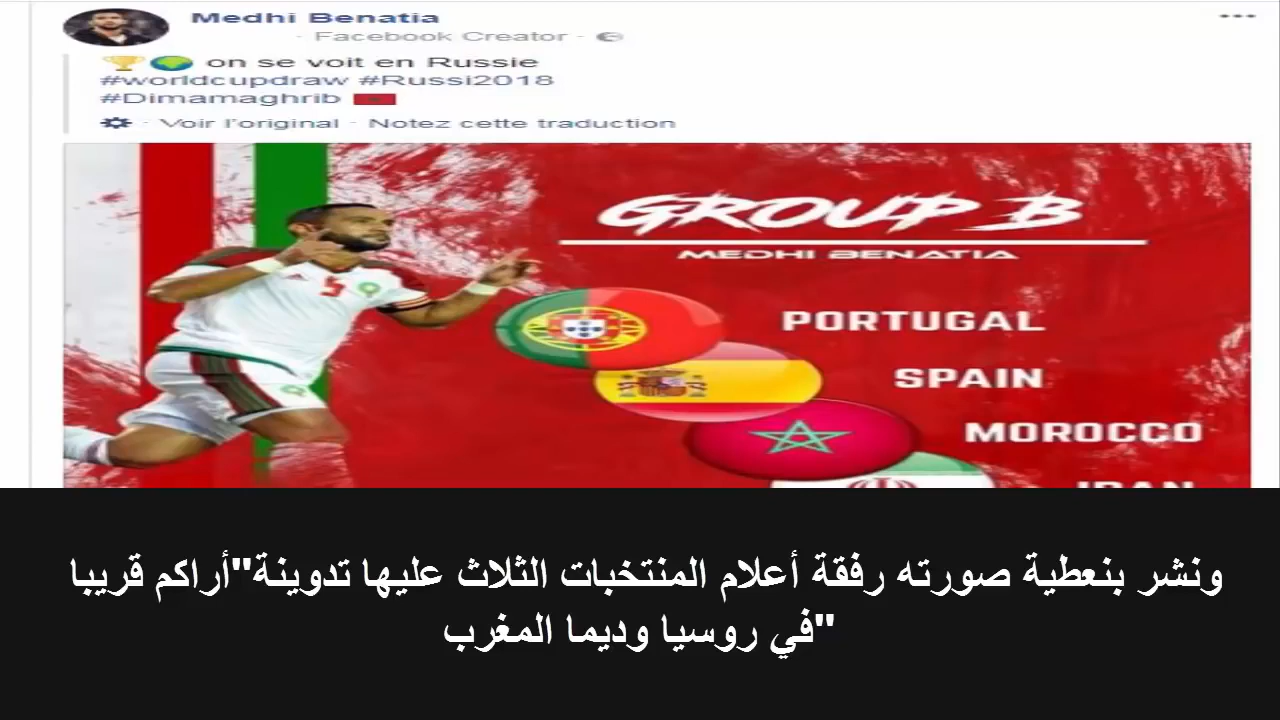 Medhi Benatia
Facebook Creator
on se voit en Russie
#worldcupdraw #Russi2018
#Dimamaghrib
Voir l'original · Notez cette traduction
GROUP B
MEDHI BENATIA
5
PORTUGAL
SPAIN
MOROCCO
IRAN
ونشر بنعطية صورته رفقة أعلام المنتخبات الثلاث عليها تدوينة"أراكم قريبا
في روسيا وديما المغرب"